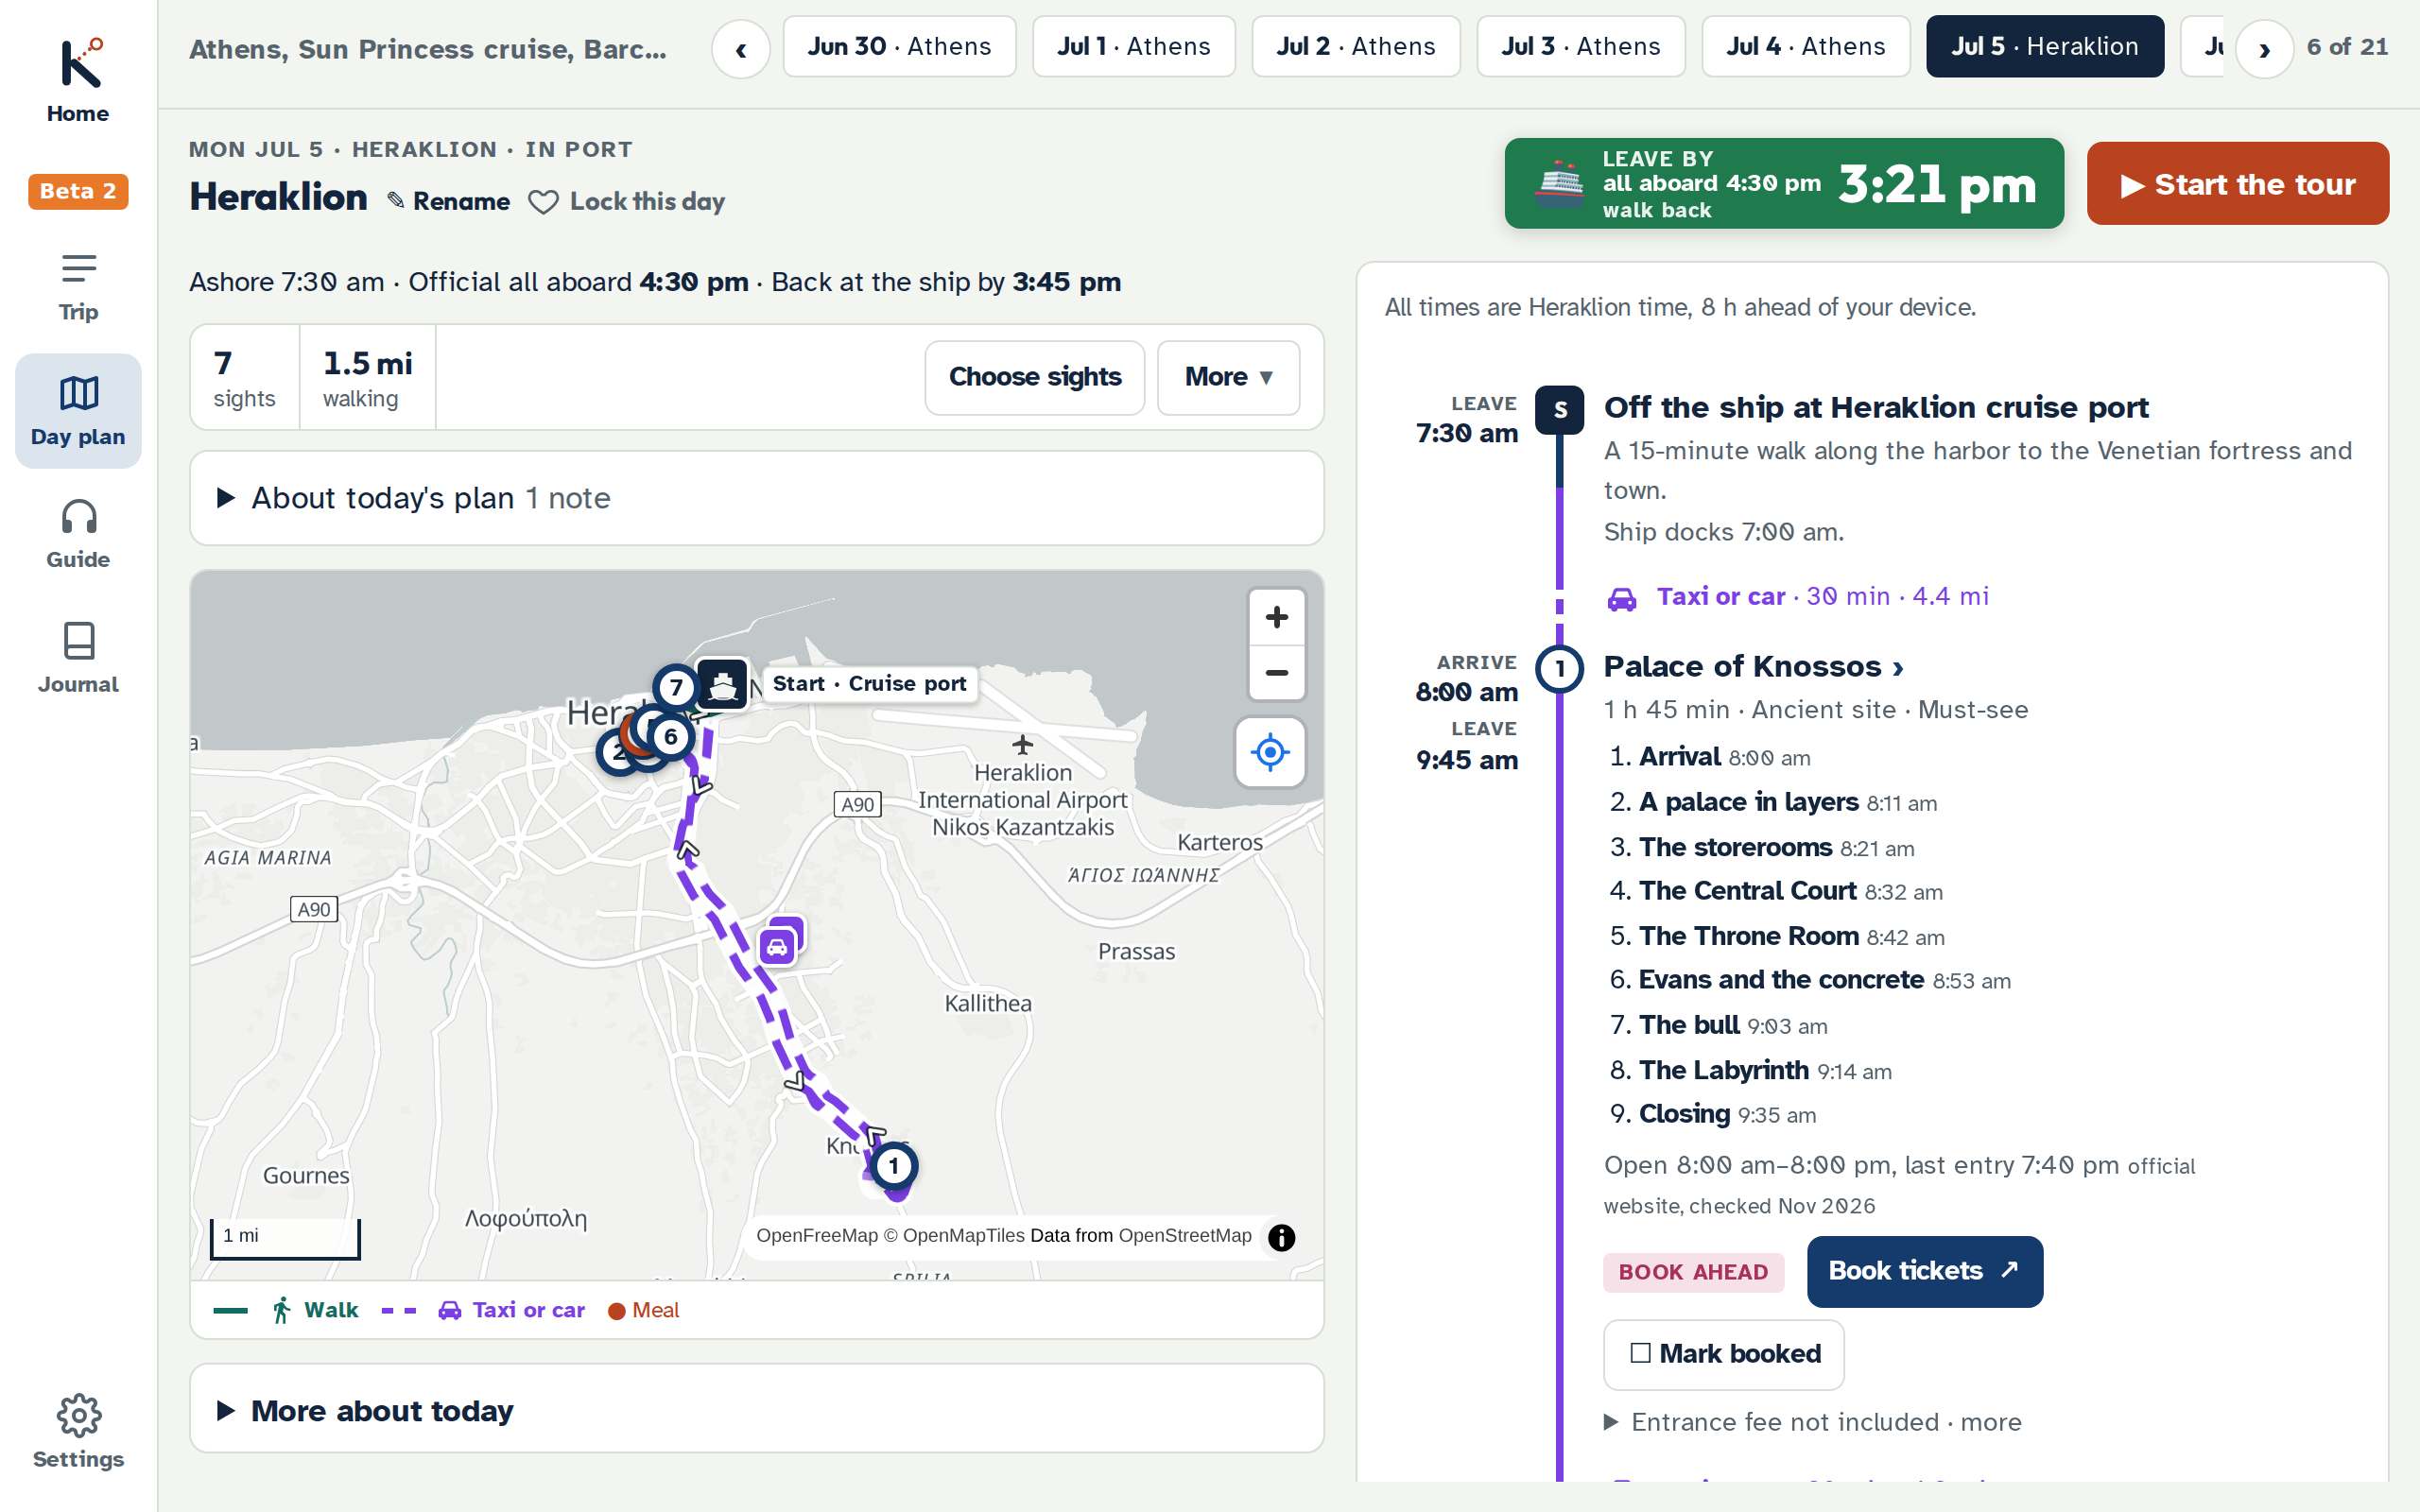 Home
Beta 2
Trip
Day plan
Guide
Journal
Settings
Athens, Sun Princess cruise, Barc...
‹
Jun 30 · Athens
Jul 1 · Athens
Jul 2 · Athens
Jul 3 · Athens
Jul 4 · Athens
Jul 5 · Heraklion
›
6 of 21
MON JUL 5 · HERAKLION · IN PORT
Heraklion
✎ Rename
Lock this day
LEAVE BY
all aboard 4:30 pm
walk back
3:21 pm
▶ Start the tour
Ashore 7:30 am · Official all aboard 4:30 pm · Back at the ship by 3:45 pm
7
sights
1.5 mi
walking
Choose sights
More ▼
▶ About today's plan 1 note
7
Start · Cruise port
6
2
+
−
Heraklion
International Airport
Nikos Kazantzakis
A90
Karteros
AGIA MARINA
ΆΓΙΟΣ ΙΩΆΝΝΗΣ
A90
Prassas
Kallithea
1
Gournes
Λοφούπολη
1 mi
OpenFreeMap © OpenMapTiles Data from OpenStreetMap
Walk
Taxi or car
Meal
▶ More about today
All times are Heraklion time, 8 h ahead of your device.
LEAVE
7:30 am
S
Off the ship at Heraklion cruise port
A 15-minute walk along the harbor to the Venetian fortress and
town.
Ship docks 7:00 am.
Taxi or car · 30 min · 4.4 mi
ARRIVE
8:00 am
LEAVE
9:45 am
1
Palace of Knossos ›
1 h 45 min · Ancient site · Must-see
1. Arrival 8:00 am
2. A palace in layers 8:11 am
3. The storerooms 8:21 am
4. The Central Court 8:32 am
5. The Throne Room 8:42 am
6. Evans and the concrete 8:53 am
7. The bull 9:03 am
8. The Labyrinth 9:14 am
9. Closing 9:35 am
Open 8:00 am–8:00 pm, last entry 7:40 pm official
website, checked Nov 2026
BOOK AHEAD
Book tickets ↗
☐ Mark booked
▶ Entrance fee not included · more